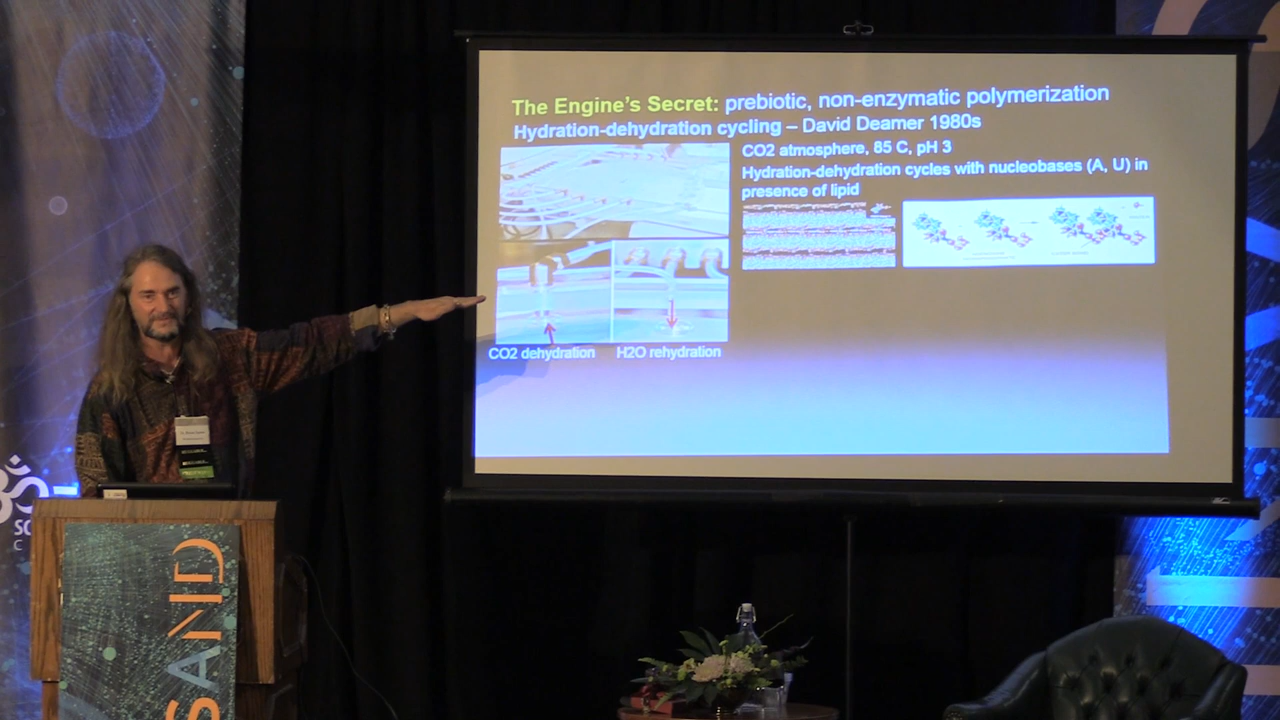 The Engine's Secret: prebiotic, non-enzymatic polymerization
Hydration-dehydration cycling – David Deamer 1980s
CO2 atmosphere, 85 C, pH 3
Hydration-dehydration cycles with nucleobases (A, U) in
presence of lipid
CO2 dehydration
H2O rehydration
SAND